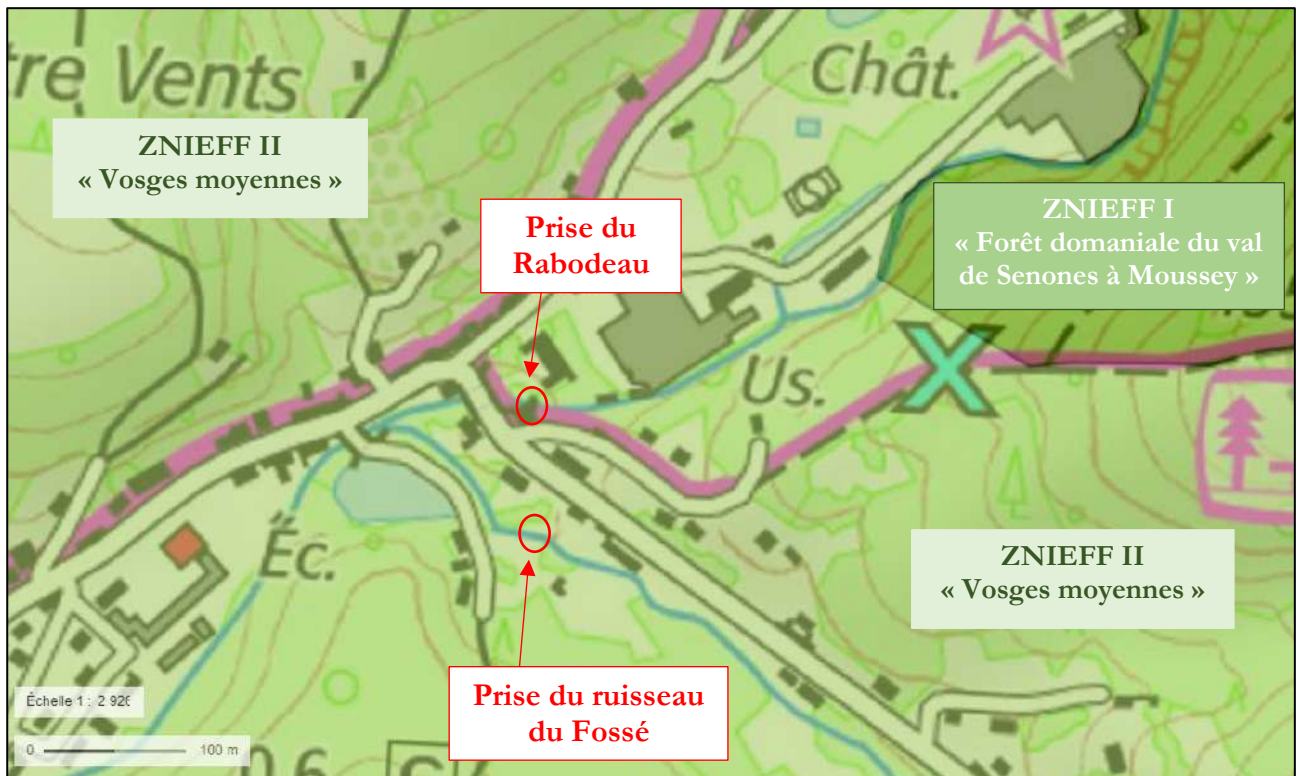 tre Vents
Chât.
ZNIEFF II
« Vosges moyennes »
Prise du
Rabodeau
ZNIEFF I
« Forêt domaniale du val
de Senones à Moussey »
Us.
Éc.
ZNIEFF II
« Vosges moyennes »
Prise du ruisseau
du Fossé
Échelle 1 : 2 926
0 100 m